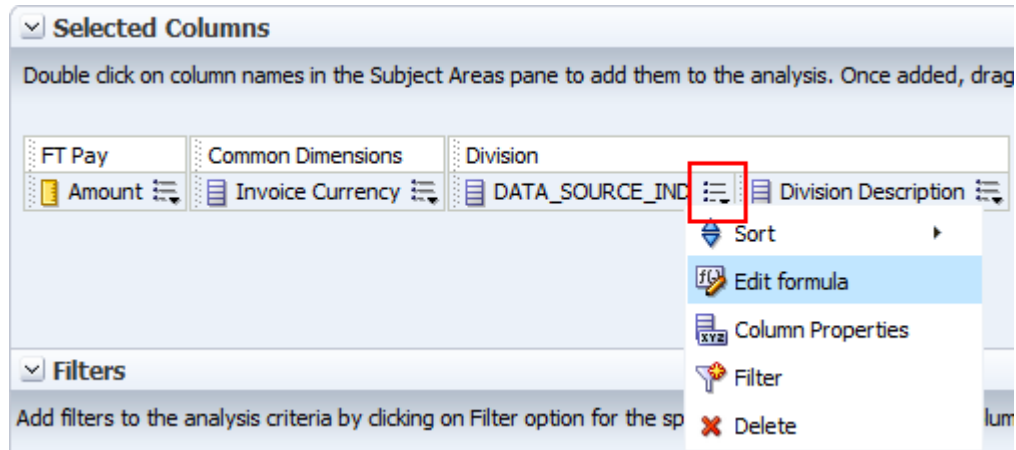 Selected Columns
Double click on column names in the Subject Areas pane to add them to the analysis. Once added, drag
FT Pay Common Dimensions Division
Amount Invoice Currency DATA_SOURCE_IND Division Description
Sort
Edit formula
XYZ Column Properties
Filters
Filter
Add filters to the analysis criteria by clicking on Filter option for the sp
Delete